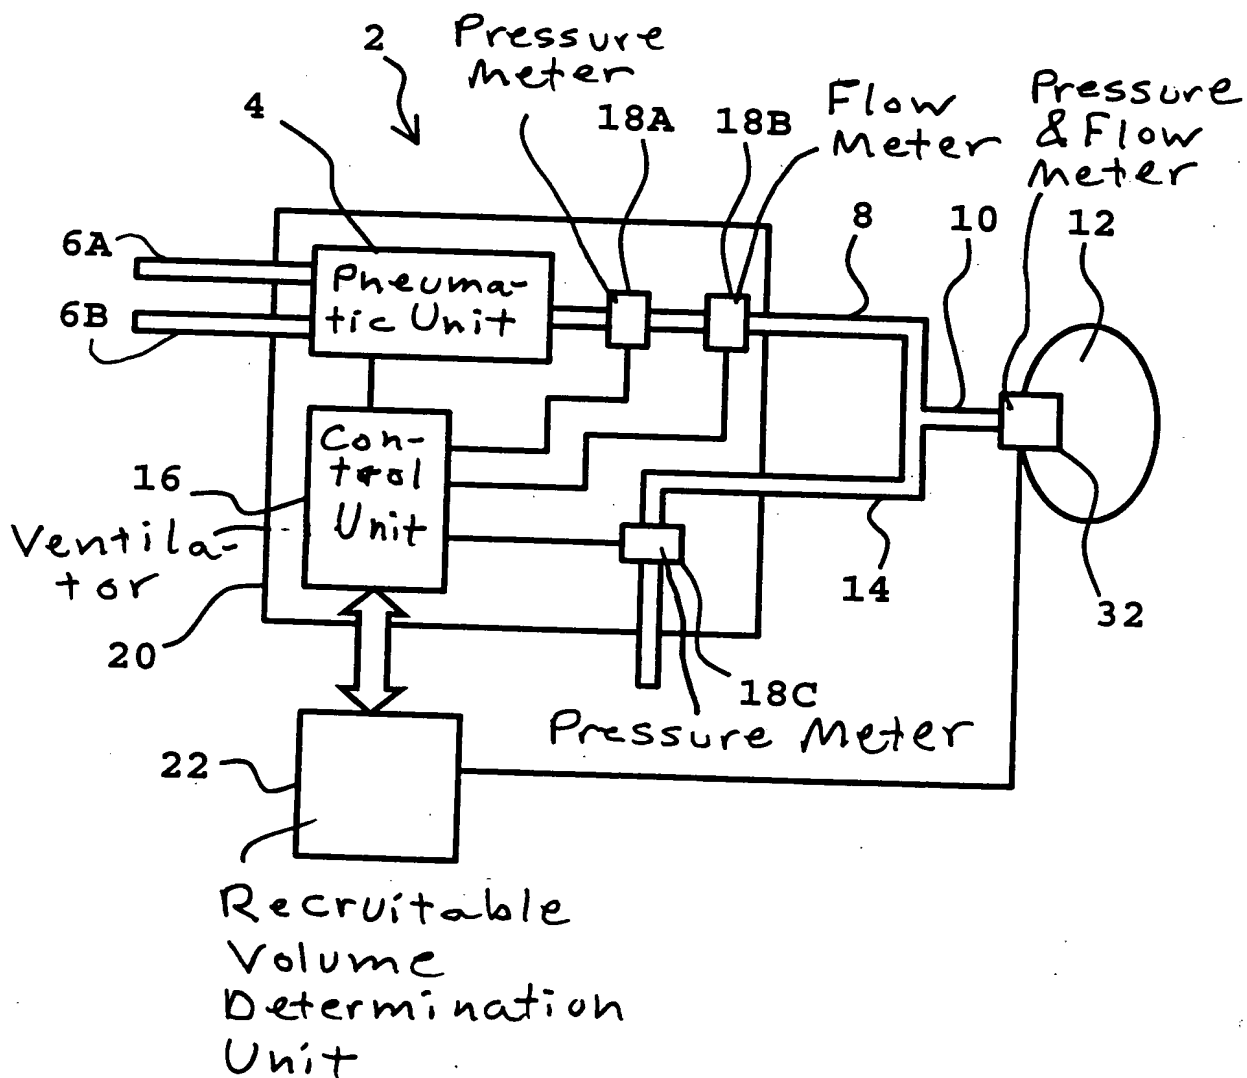 2
Pressure
Meter
4
18A
18B
Flow
Meter
Pressure
& Flow
Meter
6A
6B
8
10
12
Pneuma-
tic Unit
Con-
trol
Unit
16
Ventila-
tor
20
14
32
18C
Pressure Meter
22
Recruitable
Volume
Determination
Unit